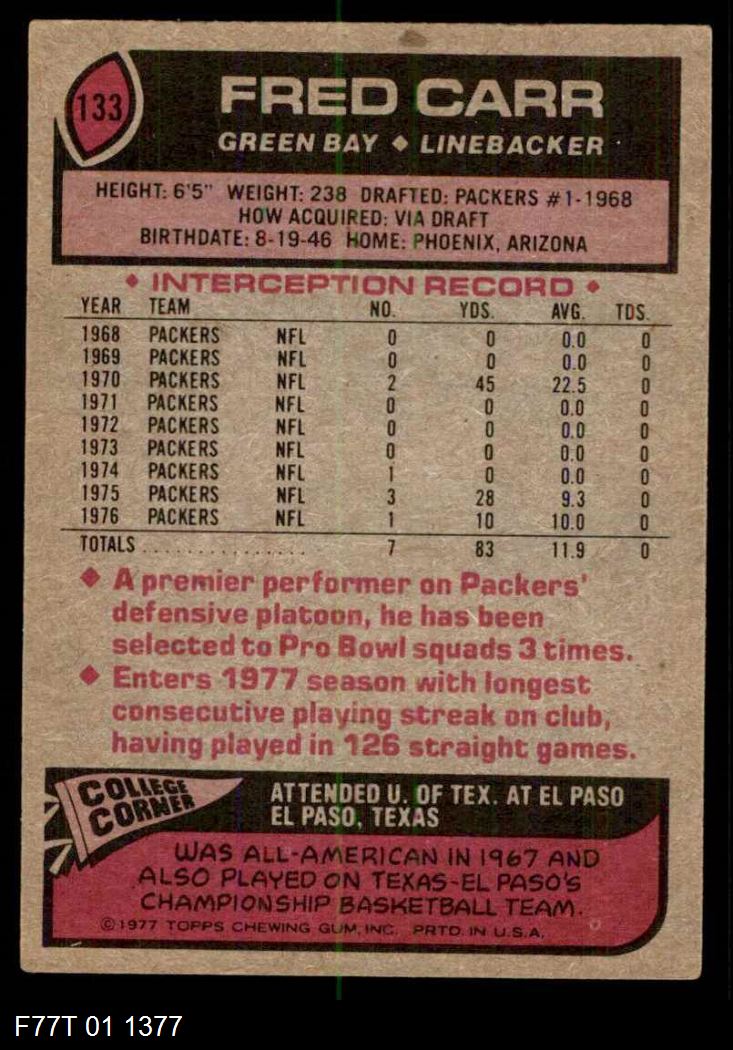 133
FRED CARR
GREEN BAY ◆ LINEBACKER
HEIGHT: 6'5" WEIGHT: 238 DRAFTED: PACKERS #1-1968
HOW ACQUIRED: VIA DRAFT
BIRTHDATE: 8-19-46 HOME: PHOENIX, ARIZONA
◆ INTERCEPTION RECORD ◆
YEAR TEAM NO. YDS. AVG. TDS.
1968 PACKERS NFL 0 0 0.0 0
1969 PACKERS NFL 0 0 0.0 0
1970 PACKERS NFL 2 45 22.5 0
1971 PACKERS NFL 0 0 0.0 0
1972 PACKERS NFL 0 0 0.0 0
1973 PACKERS NFL 0 0 0.0 0
1974 PACKERS NFL 1 0 0.0 0
1975 PACKERS NFL 3 28 9.3 0
1976 PACKERS NFL 1 10 10.0 0
TOTALS................ 7 83 11.9 0
◆ A premier performer on Packers'
defensive platoon, he has been
selected to Pro Bowl squads 3 times.
◆ Enters 1977 season with longest
consecutive playing streak on club,
having played in 126 straight games.
COLLEGE
CORNER
ATTENDED U. OF TEX. AT EL PASO
EL PASO, TEXAS
WAS ALL-AMERICAN IN 1967 AND
ALSO PLAYED ON TEXAS-EL PASO'S
CHAMPIONSHIP BASKETBALL TEAM.
©1977 TOPPS CHEWING GUM, INC. PRTD. IN U.S.A.
F77T 01 1377